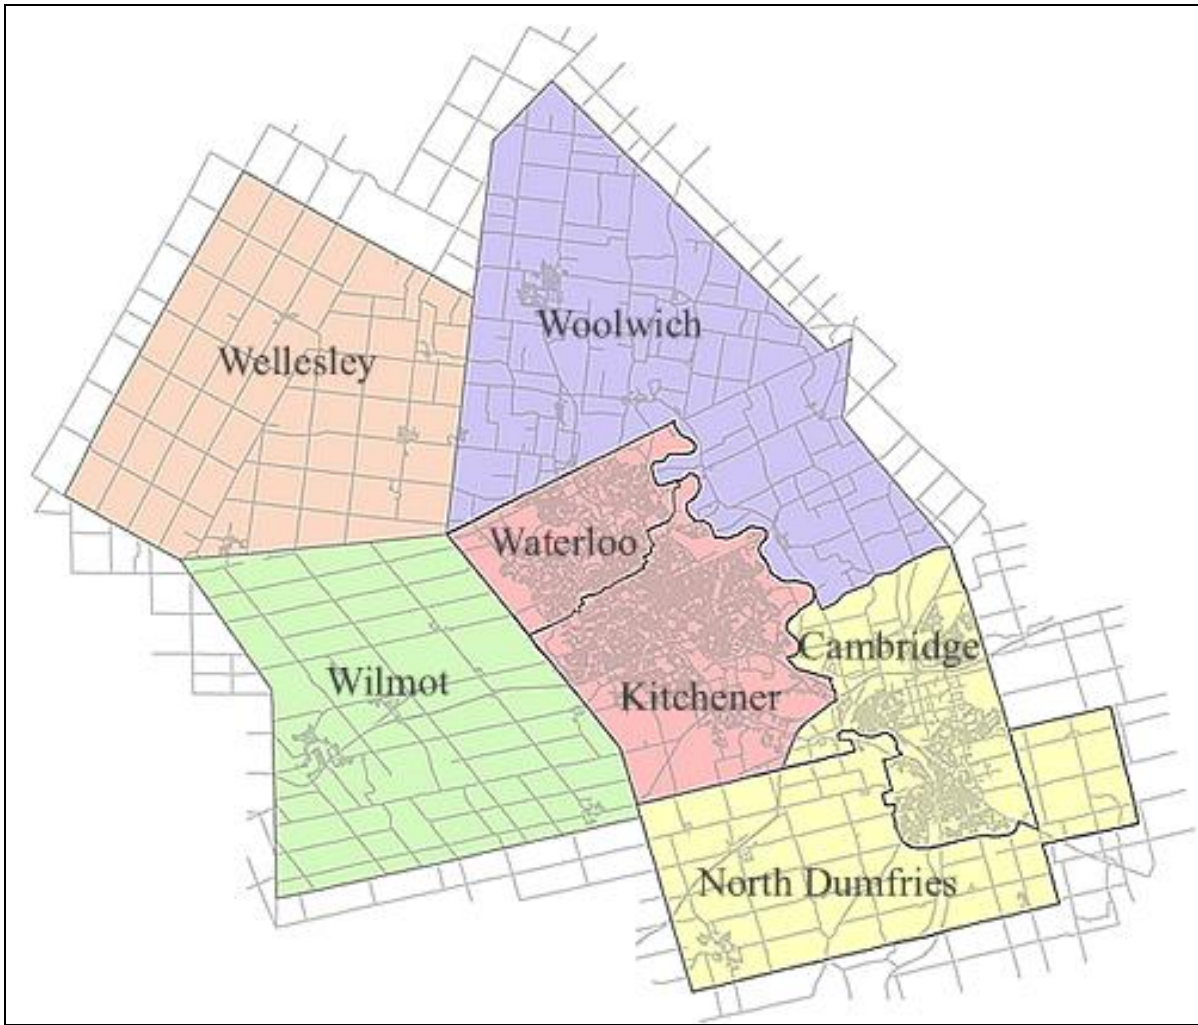 Woolwich
Wellesley
Waterloo
Cambridge
Wilmot
Kitchener
North Dumfries